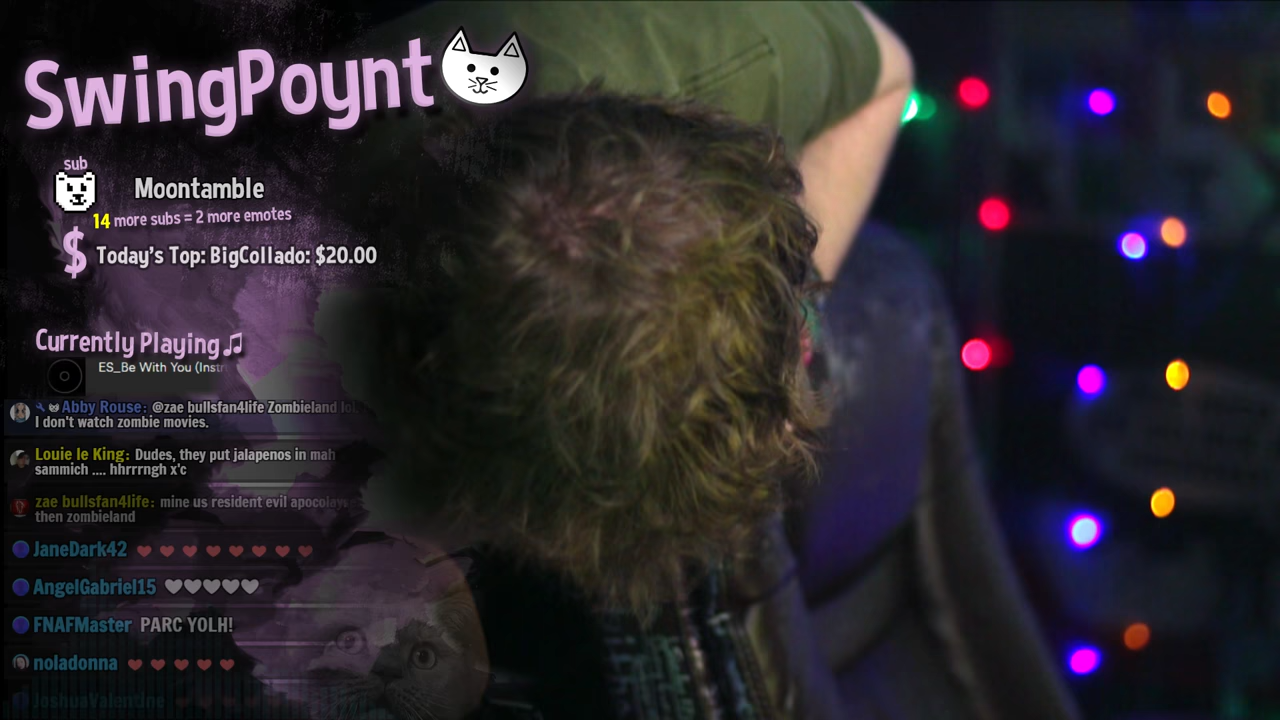 SwingPoynt
sub
Moontamble
14 more subs = 2 more emotes
$ Today's Top: BigCollado: $20.00
Currently Playing ♫
ES_Be With You (Instr
Abby Rouse: @zae bullsfan4life Zombieland lol,
I don't watch zombie movies.
Louie le King: Dudes, they put jalapenos in mah
sammich .... hhrrrngh x'c
zae bullsfan4life: mine us resident evil apocolayse
then zombieland
JaneDark42 ♥ ♥ ♥ ♥ ♥ ♥ ♥ ♥
AngelGabriel15 ♥♥♥♥♥
FNAFMaster PARC YOLH!
noladonna ♥ ♥ ♥ ♥ ♥
JoshuaValentine